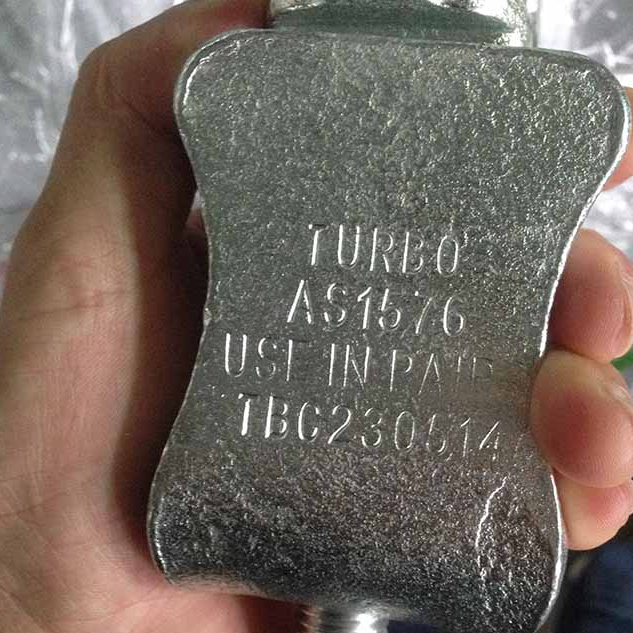 TURBO
AS1576
USE IN PAIR
TBC230514